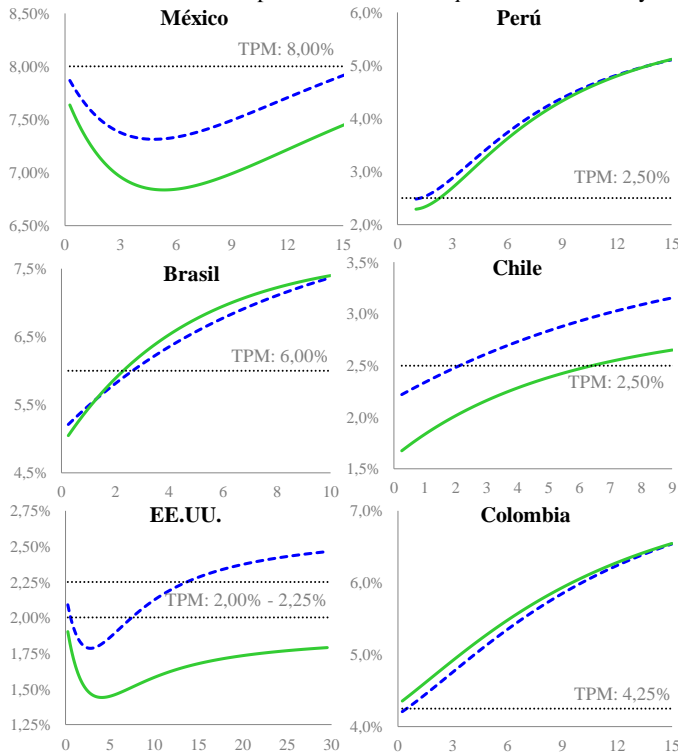 México
8,50%
8,00%
7,50%
7,00%
6,50%
TPM: 8,00%
0 3 6 9 12 15
Perú
6,0%
5,0%
4,0%
3,0%
2,0%
TPM: 2,50%
0 3 6 9 12 15
Brasil
7,5%
6,5%
5,5%
4,5%
TPM: 6,00%
0 2 4 6 8 10
Chile
3,5%
3,0%
2,5%
2,0%
1,5%
TPM: 2,50%
0 1 2 3 4 5 6 7 8 9
EE.UU.
2,75%
2,50%
2,25%
2,00%
1,75%
1,50%
1,25%
TPM: 2,00% - 2,25%
0 5 10 15 20 25 30
Colombia
7,0%
6,0%
5,0%
4,0%
TPM: 4,25%
0 3 6 9 12 15